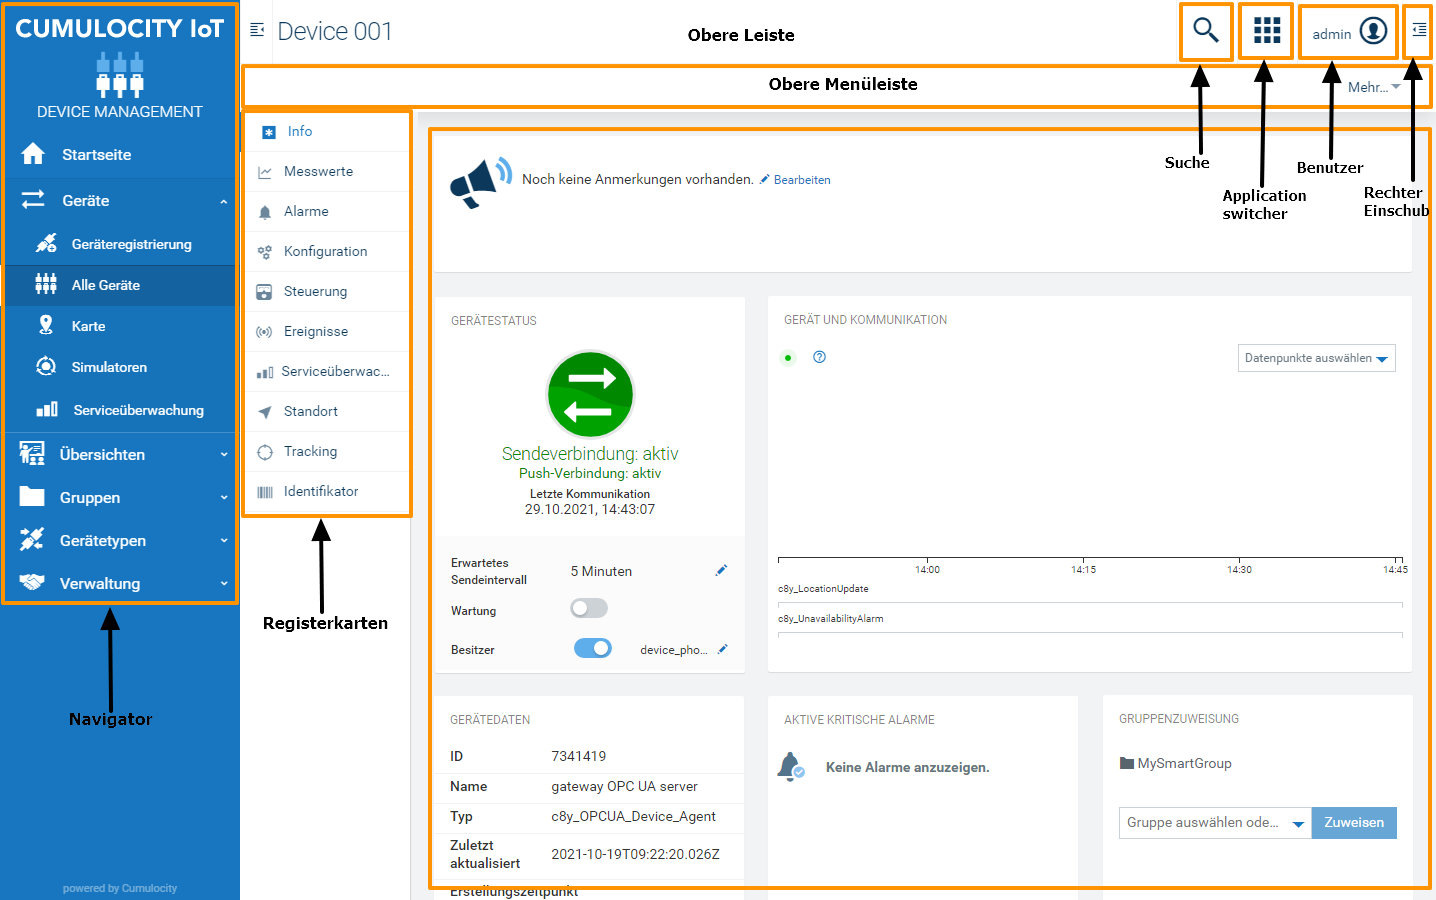 CUMULOCITY IoT
DEVICE MANAGEMENT
Startseite
Geräte
Geräteregistrierung
Alle Geräte
Karte
Simulatoren
Serviceüberwachung
Übersichten
Gruppen
Gerätetypen
Verwaltung
Navigator
powered by Cumulocity
Device 001
Obere Leiste
admin
Obere Menüleiste
Mehr...
Suche
Application
switcher
Benutzer
Rechter
Einschub
Info
Messwerte
Alarme
Konfiguration
Steuerung
Ereignisse
Serviceüberwac...
Standort
Tracking
Identifikator
Registerkarten
Noch keine Anmerkungen vorhanden. Bearbeiten
GERÄTESTATUS
Sendeverbindung: aktiv
Push-Verbindung: aktiv
Letzte Kommunikation
29.10.2021, 14:43:07
Erwartetes
Sendeintervall
5 Minuten
Wartung
Besitzer
device_pho...
GERÄT UND KOMMUNIKATION
Datenpunkte auswählen
14:00 14:15 14:30 14:45
c8y_LocationUpdate
c8y_UnavailabilityAlarm
GERÄTEDATEN
ID 7341419
Name gateway OPC UA server
Typ c8y_OPCUA_Device_Agent
Zuletzt
aktualisiert
2021-10-19T09:22:20.026Z
Erstellungszeitpunkt
AKTIVE KRITISCHE ALARME
Keine Alarme anzuzeigen.
GRUPPENZUWEISUNG
MySmartGroup
Gruppe auswählen ode...
Zuweisen